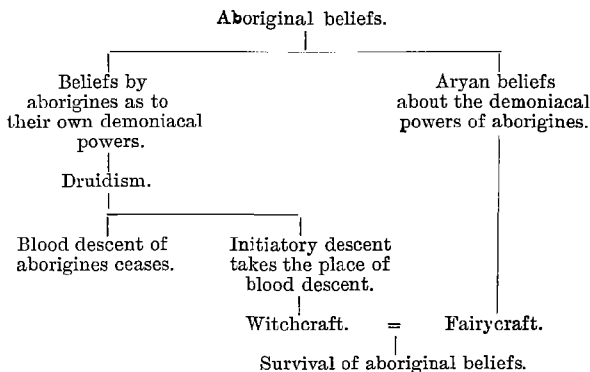 Aboriginal beliefs.
Beliefs by
aborigines as to
their own demoniacal
powers.
Aryan beliefs
about the demoniacal
powers of aborigines.
Druidism.
Blood descent of
aborigines ceases.
Initiatory descent
takes the place of
blood descent.
Witchcraft. = Fairycraft.
Survival of aboriginal beliefs.